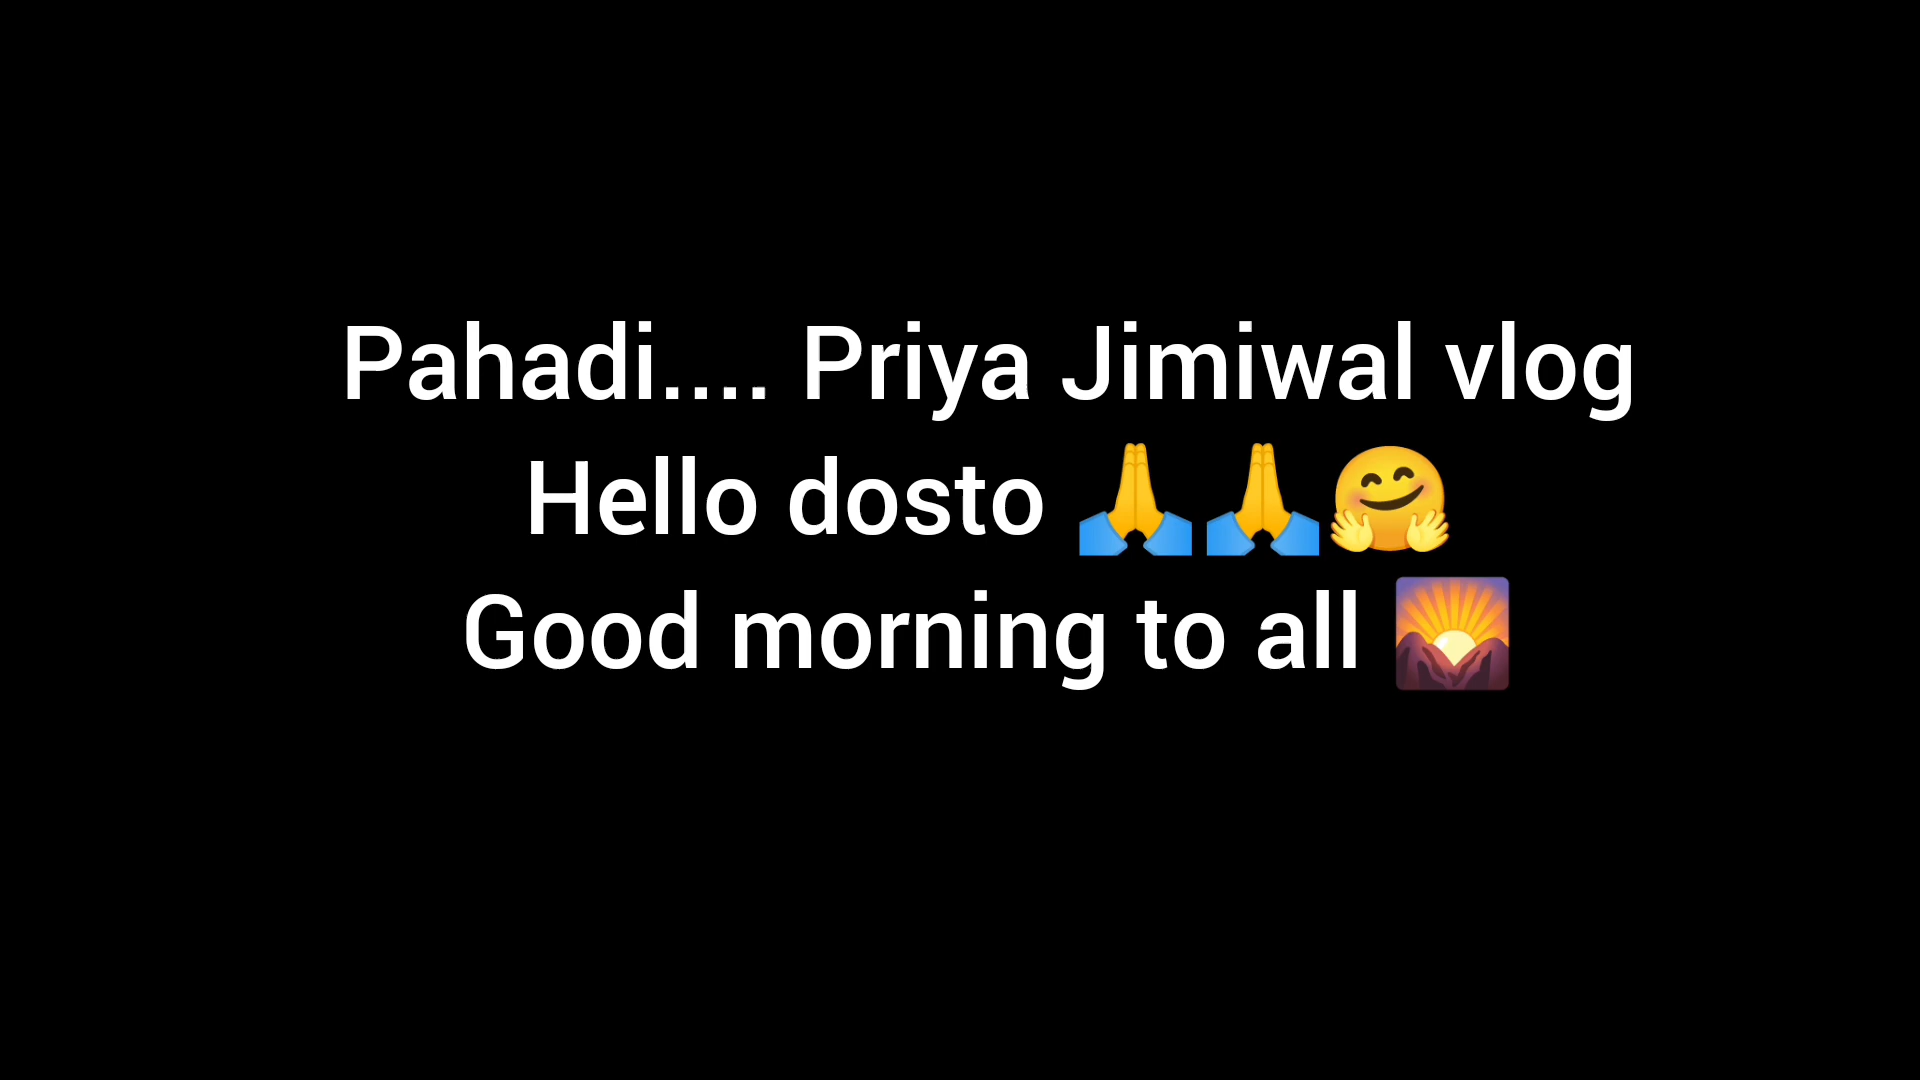 Pahadi.... Priya Jimiwal vlog
Hello dosto 🙏🙏🤗
Good morning to all 🌄